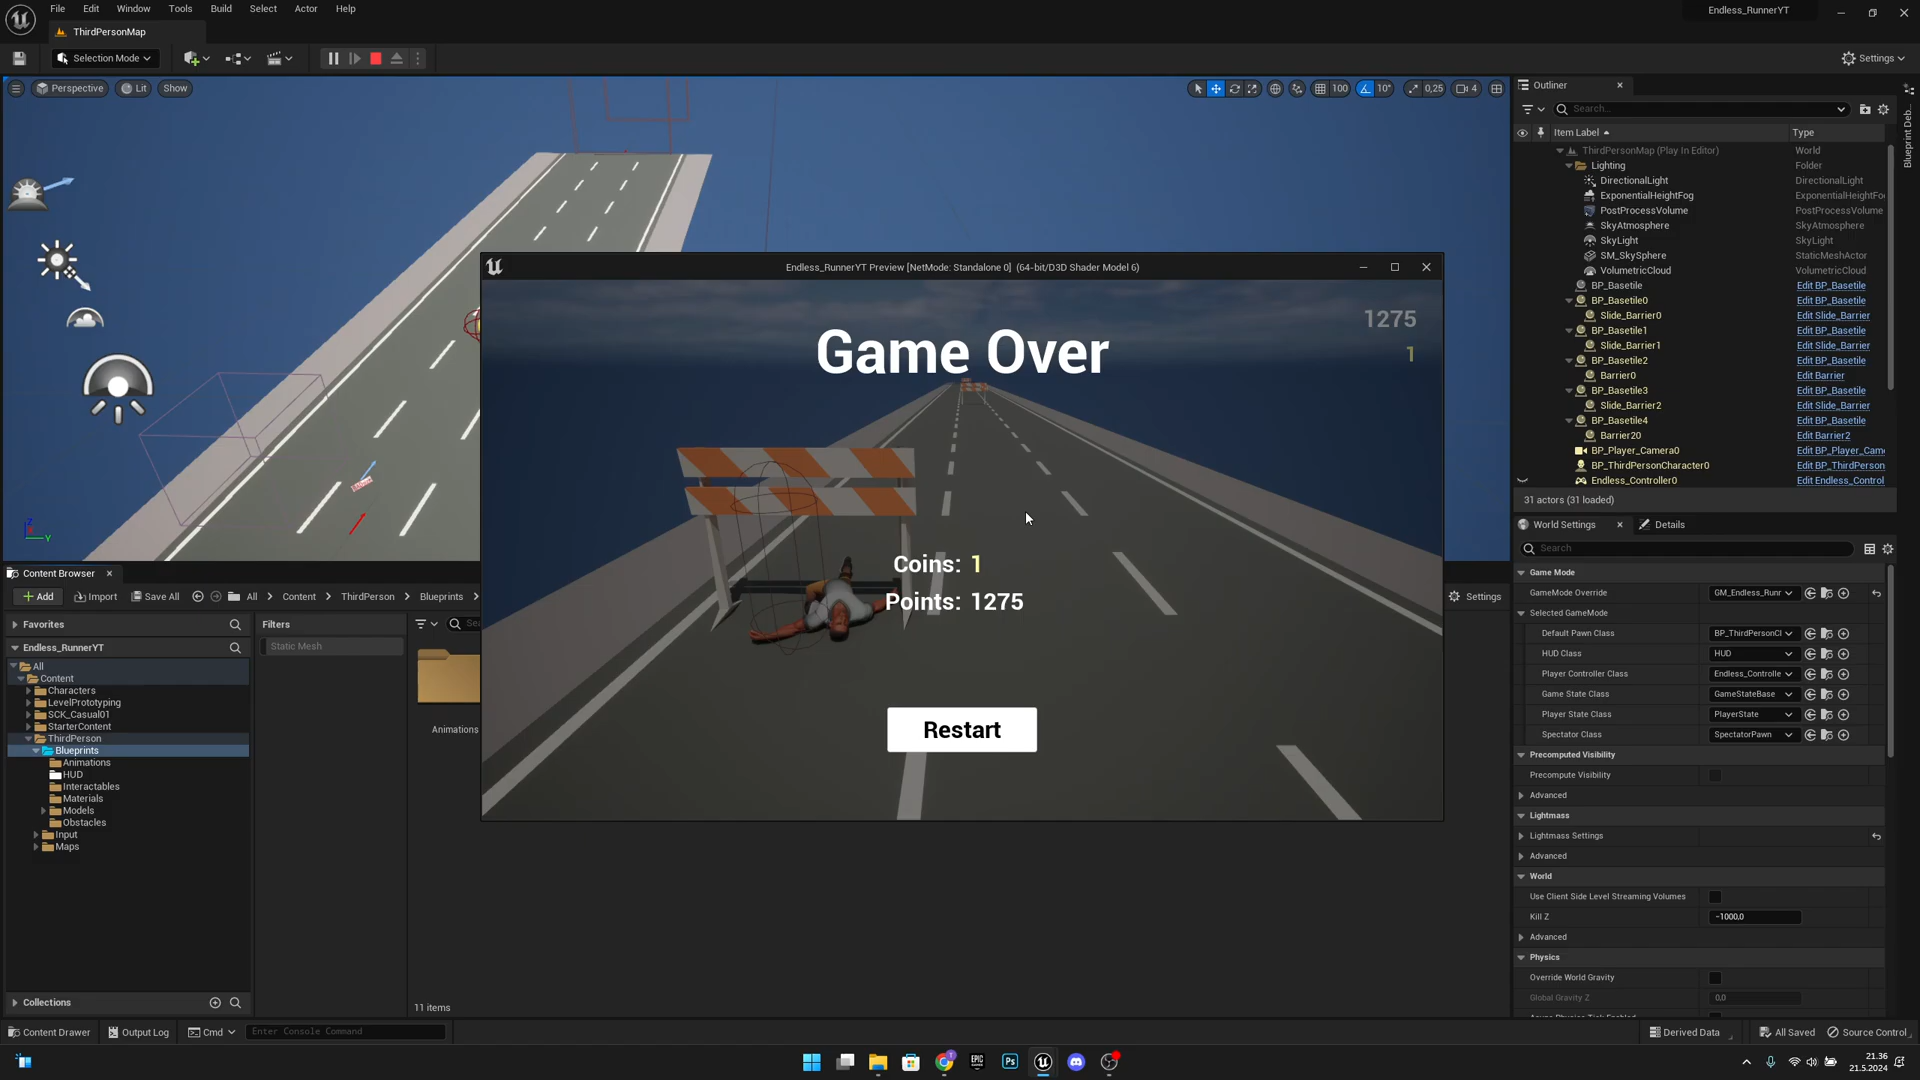 File Edit Window Tools Build Select Actor Help
Endless_RunnerYT
ThirdPersonMap
Selection Mode
Settings
Perspective Lit Show
100 10° 0,25 4
Outliner
Search...
Item Label Type
ThirdPersonMap (Play In Editor) World
Lighting Folder
DirectionalLight DirectionalLight
ExponentialHeightFog ExponentialHeightFo
PostProcessVolume PostProcessVolume
SkyAtmosphere SkyAtmosphere
SkyLight SkyLight
SM_SkySphere StaticMeshActor
VolumetricCloud VolumetricCloud
BP_Basetile Edit BP_Basetile
BP_Basetile0 Edit BP_Basetile
Slide_Barrier0 Edit Slide_Barrier
BP_Basetile1 Edit BP_Basetile
Slide_Barrier1 Edit Slide_Barrier
BP_Basetile2 Edit BP_Basetile
Barrier0 Edit Barrier
BP_Basetile3 Edit BP_Basetile
Slide_Barrier2 Edit Slide_Barrier
BP_Basetile4 Edit BP_Basetile
Barrier20 Edit Barrier2
BP_Player_Camera0 Edit BP_Player_Came
BP_ThirdPersonCharacter0 Edit BP_ThirdPerson
Endless_Controller0 Edit Endless_Control
31 actors (31 loaded)
Blueprint Deb..
Endless_RunnerYT Preview [NetMode: Standalone 0] (64-bit/D3D Shader Model 6)
1275
1
Game Over
Coins: 1
Points: 1275
Restart
World Settings Details
Search
Game Mode
GameMode Override GM_Endless_Runr
Selected GameMode
Default Pawn Class BP_ThirdPersonCl
HUD Class HUD
Player Controller Class Endless_Controlle
Game State Class GameStateBase
Player State Class PlayerState
Spectator Class SpectatorPawn
Precomputed Visibility
Precompute Visibility
Advanced
Lightmass
Lightmass Settings
Advanced
World
Use Client Side Level Streaming Volumes
Kill Z -1000,0
Advanced
Physics
Override World Gravity
Global Gravity Z 0,0
Content Browser
Add Import Save All All Content ThirdPerson Blueprints
Settings
Favorites
Filters
Static Mesh
Endless_RunnerYT
All
Content
Characters
LevelPrototyping
SCK_Casual01
StarterContent
ThirdPerson
Blueprints
Animations
HUD
Interactables
Materials
Models
Obstacles
Input
Maps
Animations
Collections
11 items
Content Drawer Output Log Cmd Enter Console Command
Derived Data All Saved Source Control
EPIC GAMES
Ps
21.36
21.5.2024